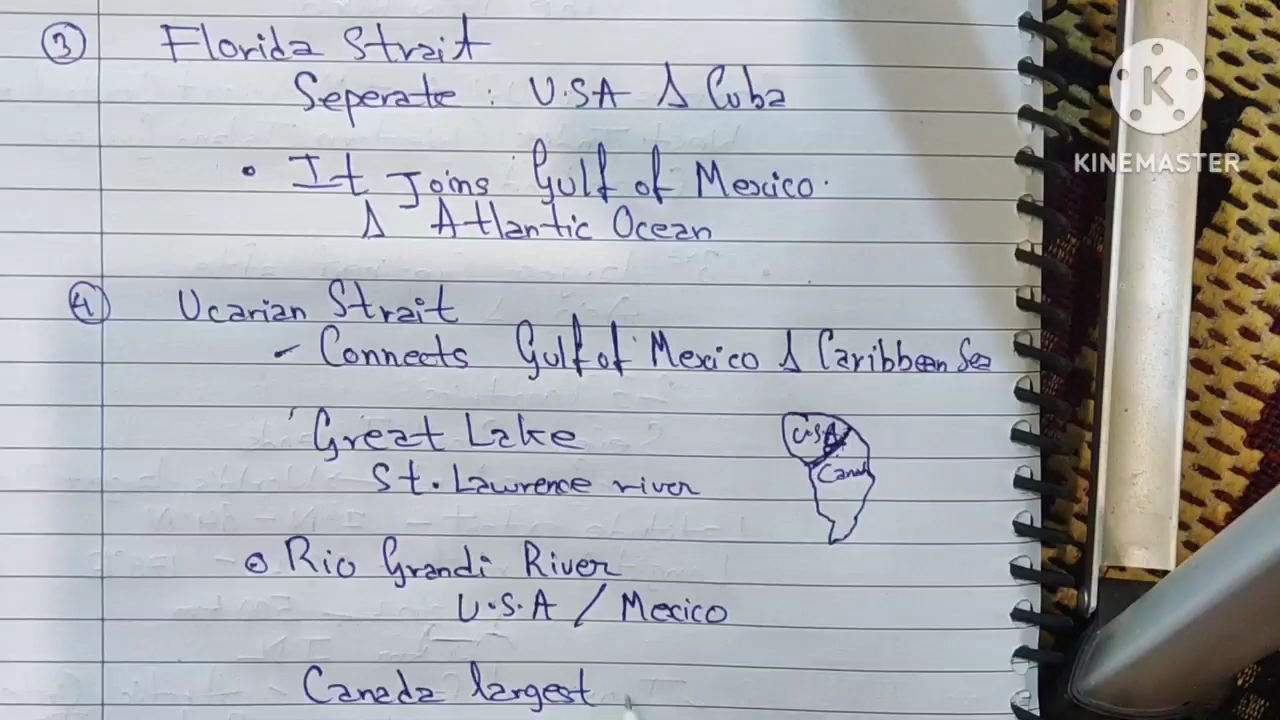 3 Florida Strait
Seperate : U.S.A & Cuba
• It Joins Gulf of Mexico.
& Atlantic Ocean
4 Ucarian Strait
- Connects Gulf of Mexico & Caribbean Sea
Great Lake
St. Lawrence river
U.S.A
Cana
Rio Grandi River
U.S.A / Mexico
Canada largest
K
KINEMASTER